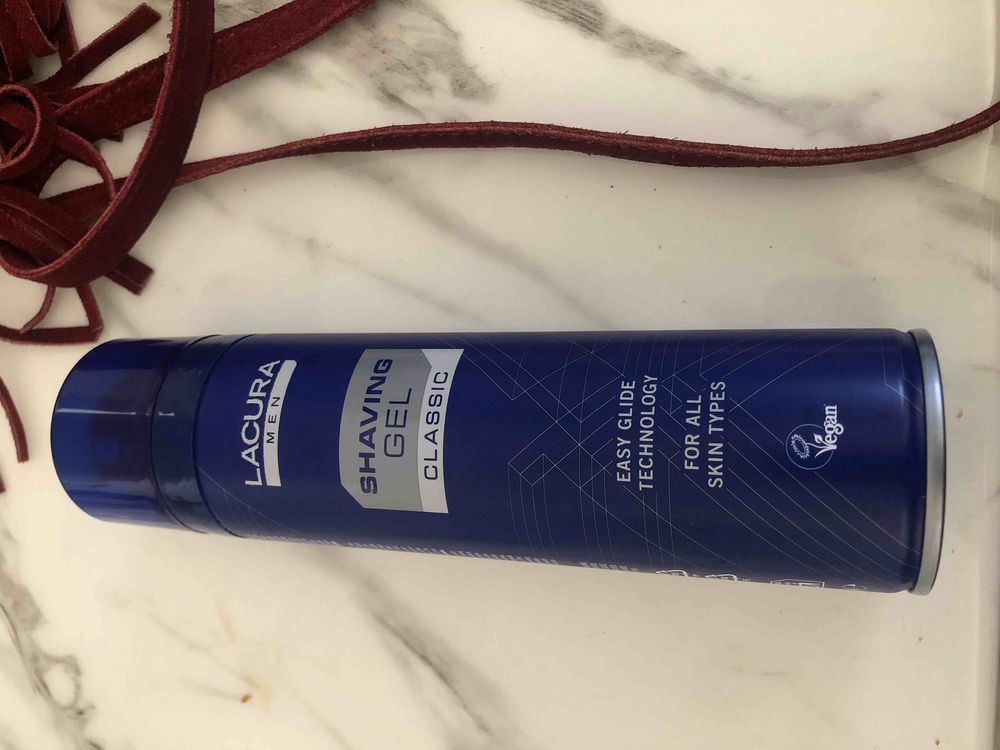 LACURA
MEN
SHAVING
GEL
CLASSIC
EASY GLIDE
TECHNOLOGY
FOR ALL
SKIN TYPES
Vegan